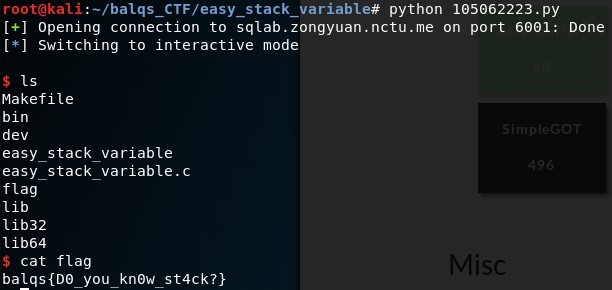 root@kali:~/balqs_CTF/easy_stack_variable# python 105062223.py
[+] Opening connection to sqlab.zongyuan.nctu.me on port 6001: Done
[*] Switching to interactive mode
$ ls
Makefile
bin
dev
easy_stack_variable
easy_stack_variable.c
flag
lib
lib32
lib64
$ cat flag
balqs{D0_you_kn0w_st4ck?}
SimpleGOT
496
Misc